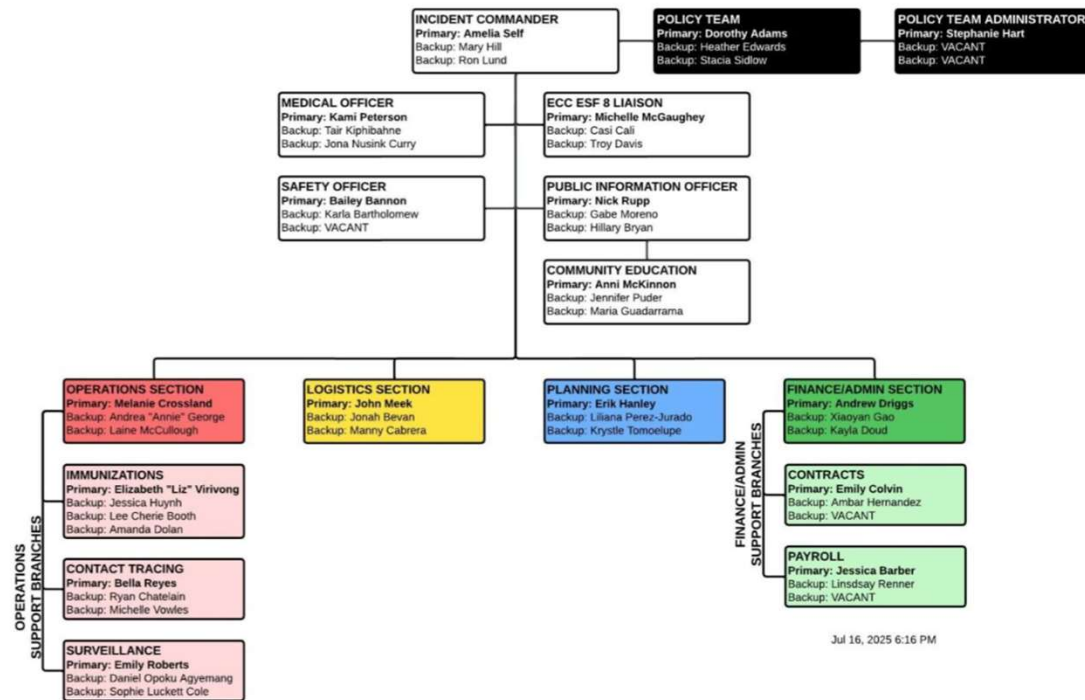 INCIDENT COMMANDER
Primary: Amelia Self
Backup: Mary Hill
Backup: Ron Lund
POLICY TEAM
Primary: Dorothy Adams
Backup: Heather Edwards
Backup: Stacia Sidlow
POLICY TEAM ADMINISTRATOR
Primary: Stephanie Hart
Backup: VACANT
Backup: VACANT
MEDICAL OFFICER
Primary: Kami Peterson
Backup: Tair Kiphibahne
Backup: Jona Nusink Curry
ECC ESF 8 LIAISON
Primary: Michelle McGaughey
Backup: Casi Cali
Backup: Troy Davis
SAFETY OFFICER
Primary: Bailey Bannon
Backup: Karla Bartholomew
Backup: VACANT
PUBLIC INFORMATION OFFICER
Primary: Nick Rupp
Backup: Gabe Moreno
Backup: Hillary Bryan
COMMUNITY EDUCATION
Primary: Anni McKinnon
Backup: Jennifer Puder
Backup: Maria Guadarrama
OPERATIONS SECTION
Primary: Melanie Crossland
Backup: Andrea "Annie" George
Backup: Laine McCullough
LOGISTICS SECTION
Primary: John Meek
Backup: Jonah Bevan
Backup: Manny Cabrera
PLANNING SECTION
Primary: Erik Hanley
Backup: Liliana Perez-Jurado
Backup: Krystle Tomoelupe
FINANCE/ADMIN SECTION
Primary: Andrew Driggs
Backup: Xiaoyan Gao
Backup: Kayla Doud
OPERATIONS
SUPPORT BRANCHES
IMMUNIZATIONS
Primary: Elizabeth "Liz" Virivong
Backup: Jessica Huynh
Backup: Lee Cherie Booth
Backup: Amanda Dolan
CONTACT TRACING
Primary: Bella Reyes
Backup: Ryan Chatelain
Backup: Michelle Vowles
SURVEILLANCE
Primary: Emily Roberts
Backup: Daniel Opoku Agyemang
Backup: Sophie Luckett Cole
FINANCE/ADMIN
SUPPORT BRANCHES
CONTRACTS
Primary: Emily Colvin
Backup: Ambar Hernandez
Backup: VACANT
PAYROLL
Primary: Jessica Barber
Backup: Linsdsay Renner
Backup: VACANT
Jul 16, 2025 6:16 PM